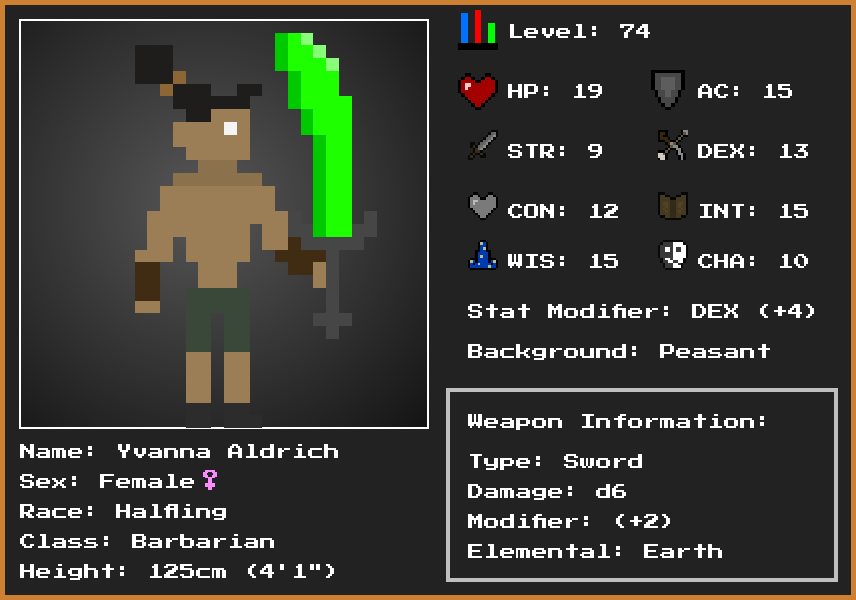 Level: 74
HP: 19 AC: 15
STR: 9 DEX: 13
CON: 12 INT: 15
WIS: 15 CHA: 10
Stat Modifier: DEX (+4)
Background: Peasant
Weapon Information:
Type: Sword
Damage: d6
Modifier: (+2)
Elemental: Earth
Name: Yvanna Aldrich
Sex: Female♀
Race: Halfling
Class: Barbarian
Height: 125cm (4'1")